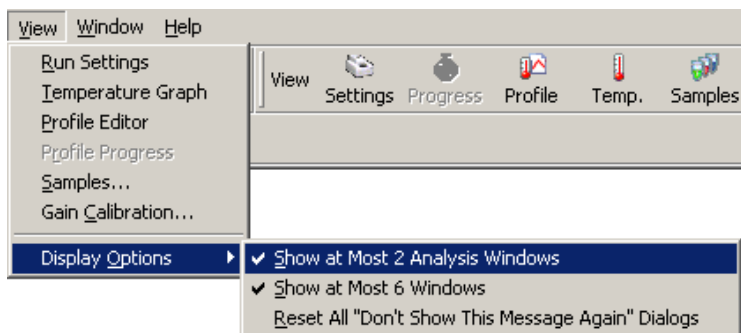 View Window Help
Run Settings
Temperature Graph
Profile Editor
Profile Progress
Samples...
Gain Calibration...
Display Options
View Settings Progress Profile Temp. Samples
Show at Most 2 Analysis Windows
Show at Most 6 Windows
Reset All "Don't Show This Message Again" Dialogs